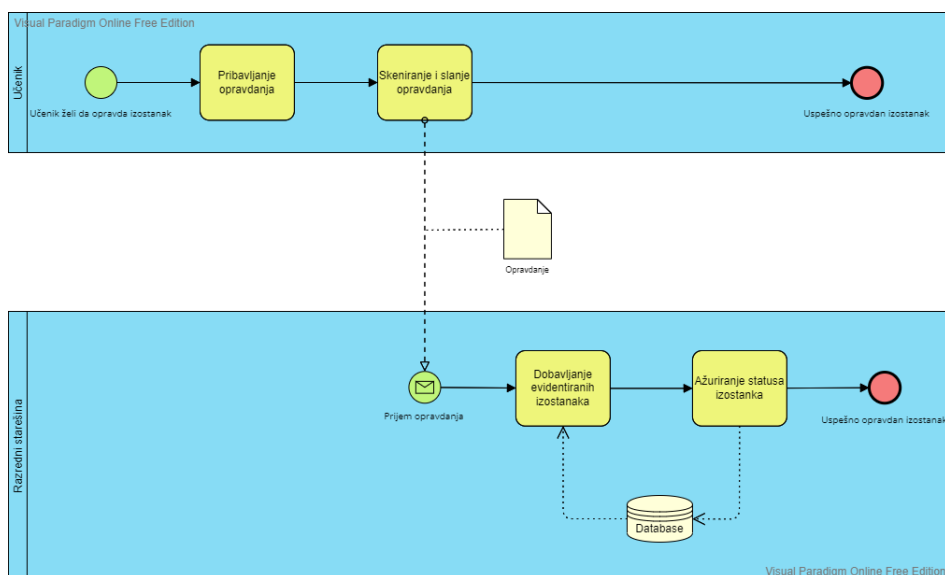 Visual Paradigm Online Free Edition
Učenik
Učenik želi da opravda izostanak
Pribavljanje
opravdanja
Skeniranje i slanje
opravdanja
Uspešno opravdan izostanak
Opravdanje
Razredni starešina
Prijem opravdanja
Dobavljanje
evidentiranih
izostanaka
Ažuriranje statusa
izostanka
Uspešno opravdan izostanak
Database
Visual Paradigm Online Free Edition